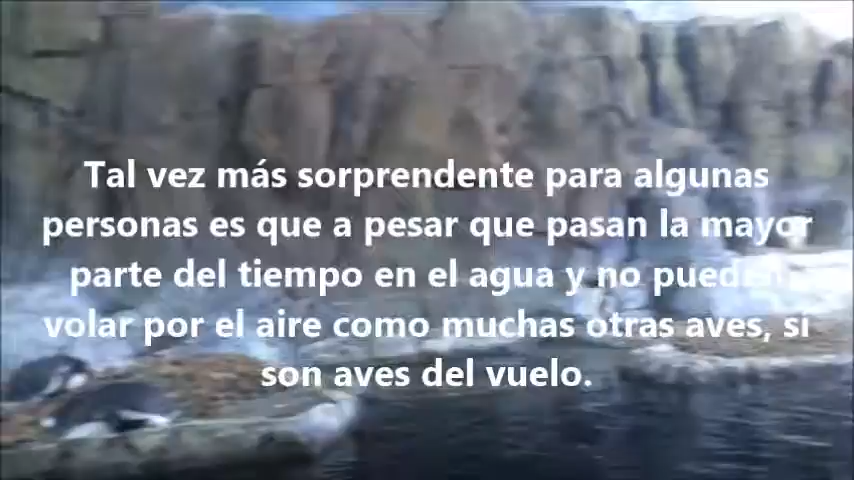 Tal vez más sorprendente para algunas
personas es que a pesar que pasan la mayor
parte del tiempo en el agua y no pueden
volar por el aire como muchas otras aves, sí
son aves del vuelo.